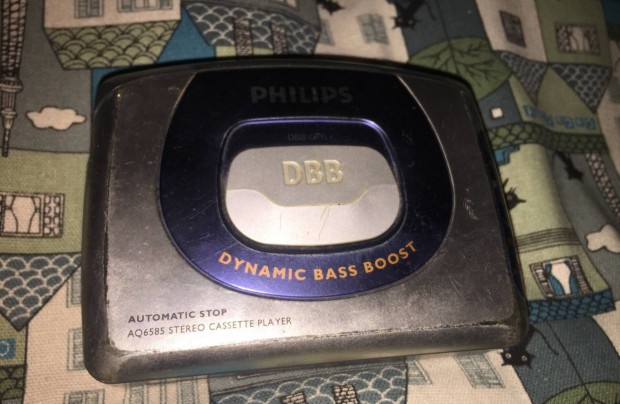 PHILIPS
DBB
DYNAMIC BASS BOOST
AUTOMATIC STOP
AQ6585 STEREO CASSETTE PLAYER